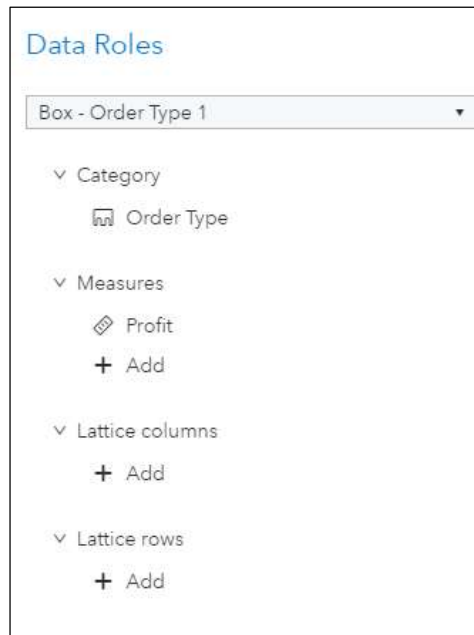 Data Roles
Box - Order Type 1
Category
Order Type
Measures
Profit
+ Add
Lattice columns
+ Add
Lattice rows
+ Add